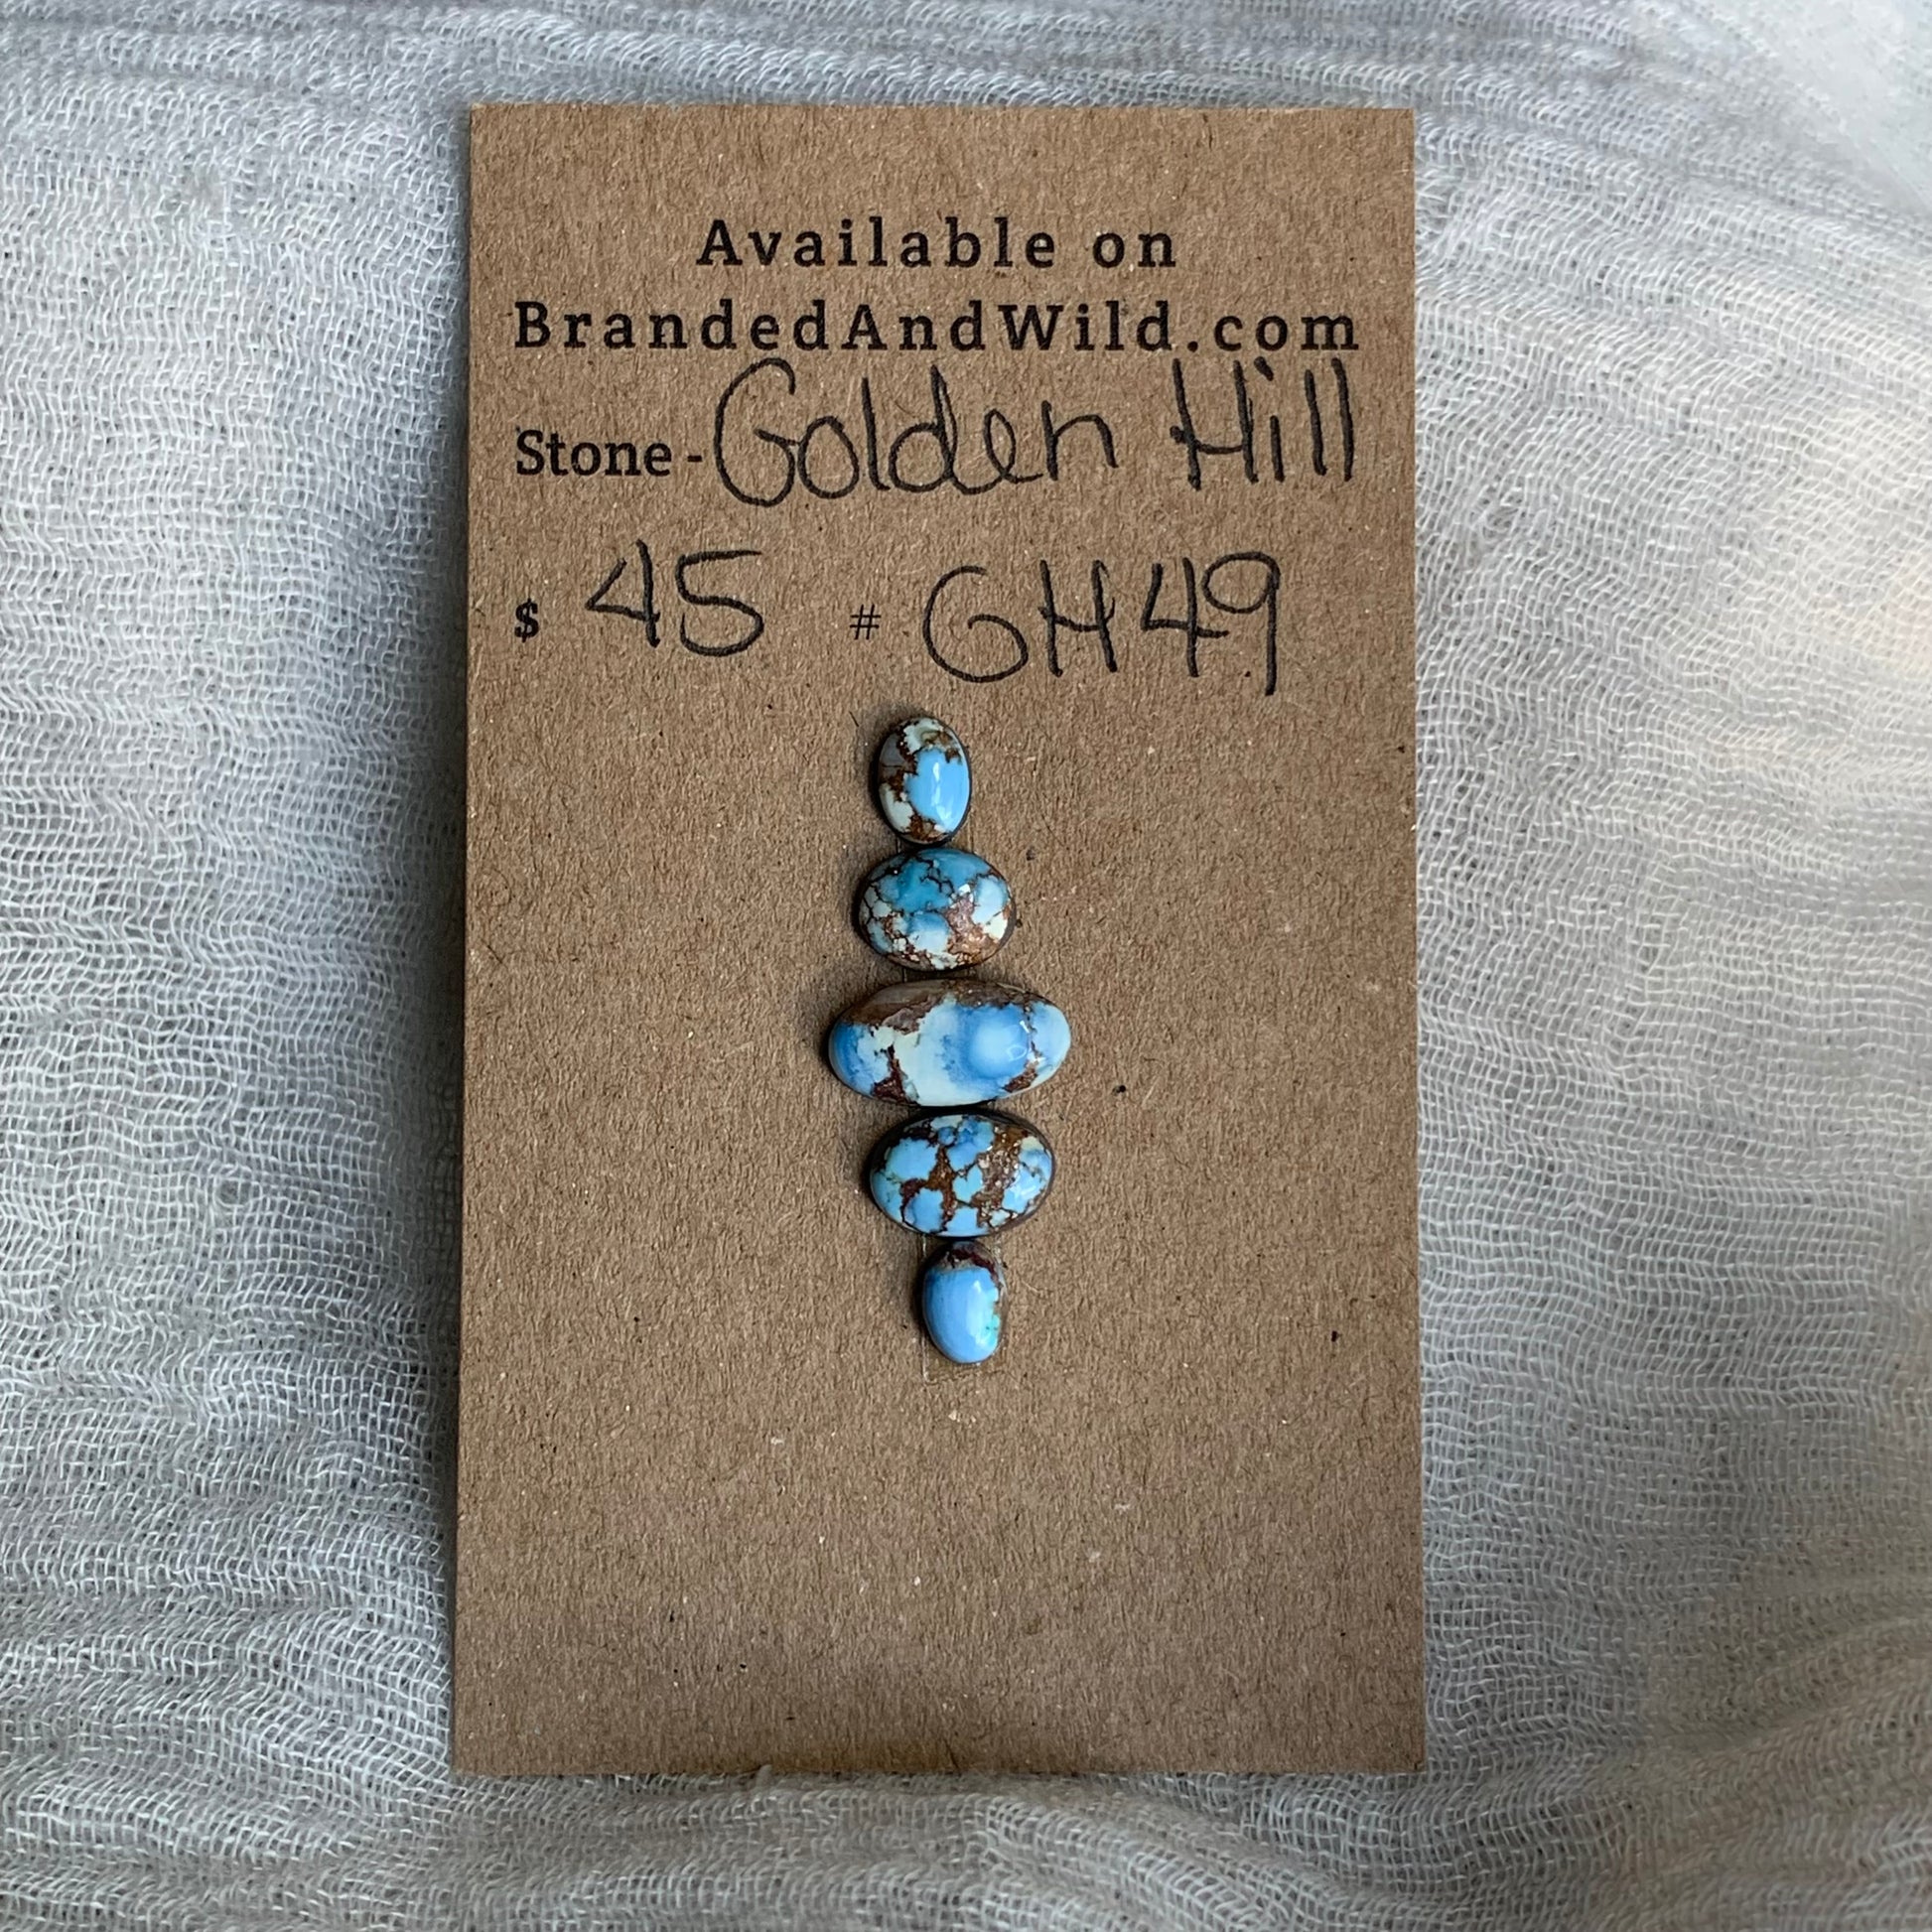 Available on
BrandedAndWild.com
Stone - Golden Hill
$ 45 # GH49